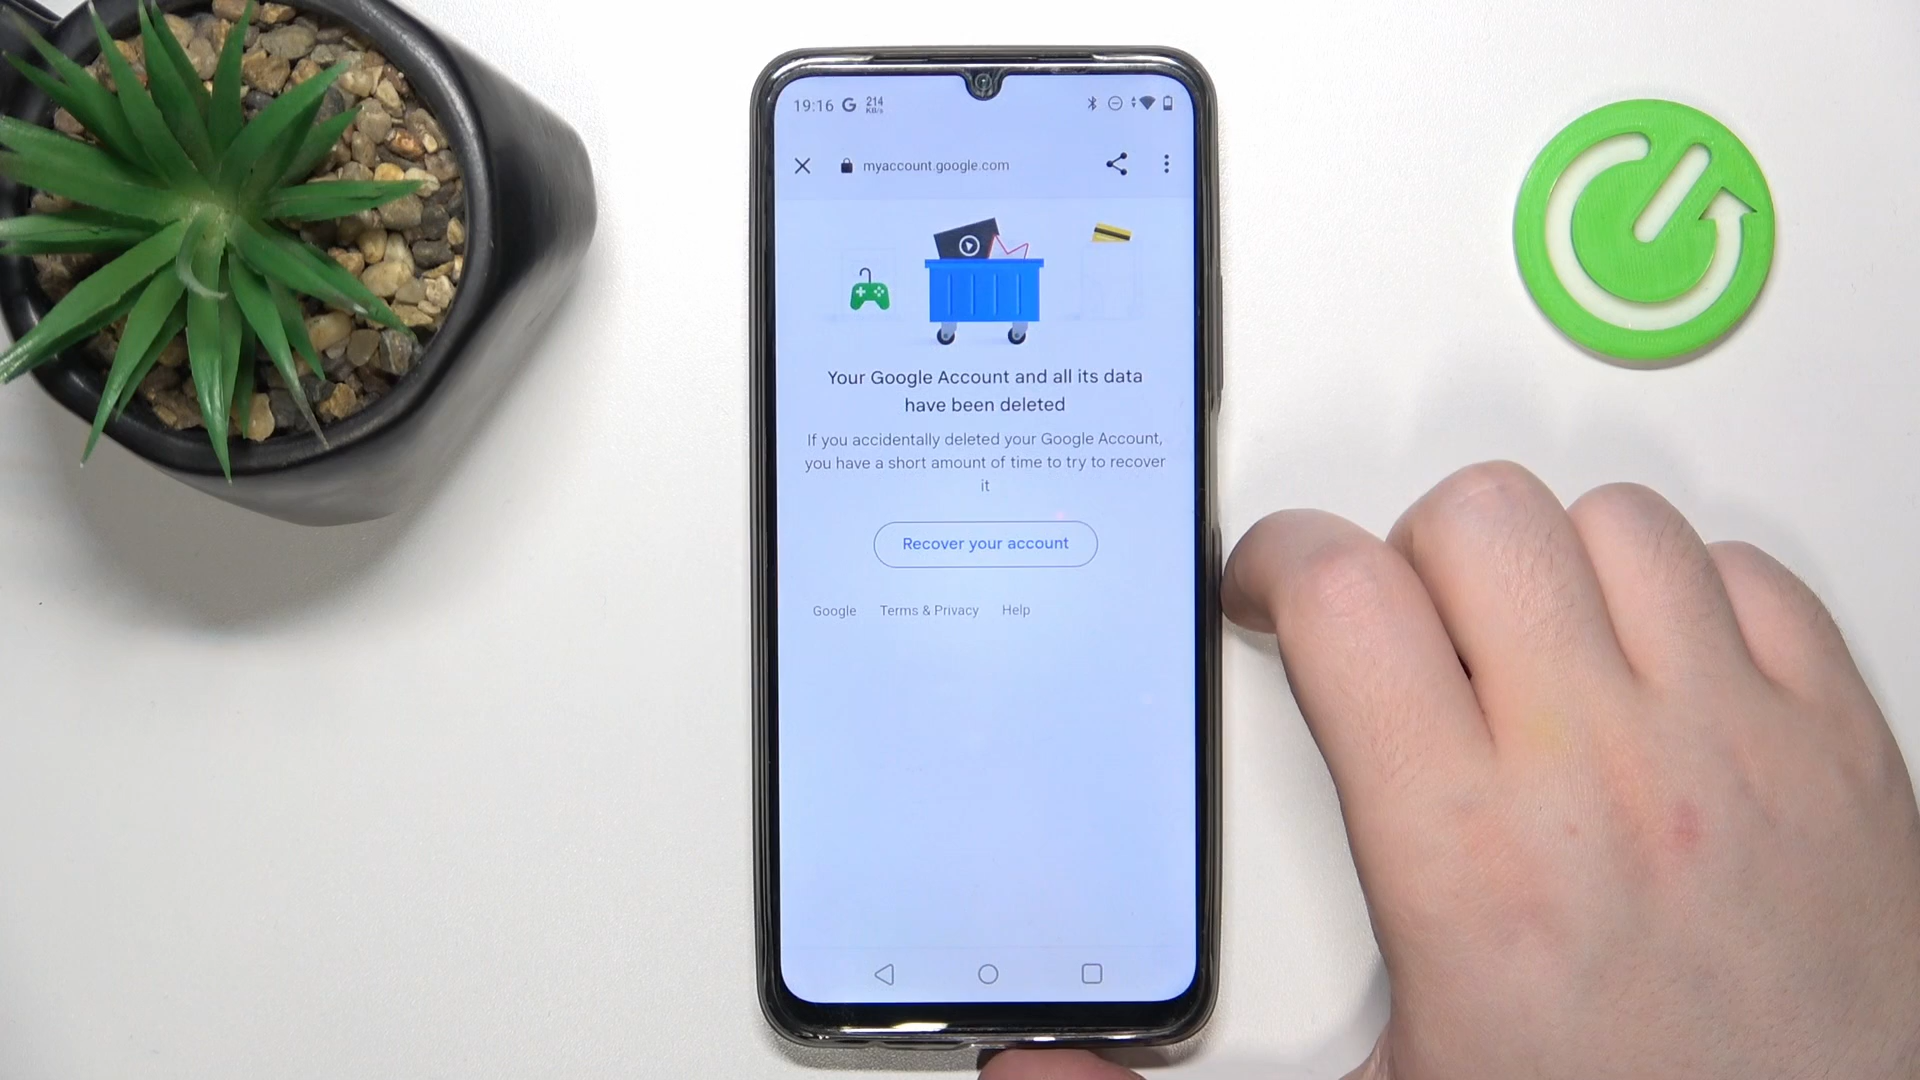 19:16 G 214 KB/s
myaccount.google.com
Your Google Account and all its data
have been deleted
If you accidentally deleted your Google Account,
you have a short amount of time to try to recover
it
Recover your account
Google Terms & Privacy Help